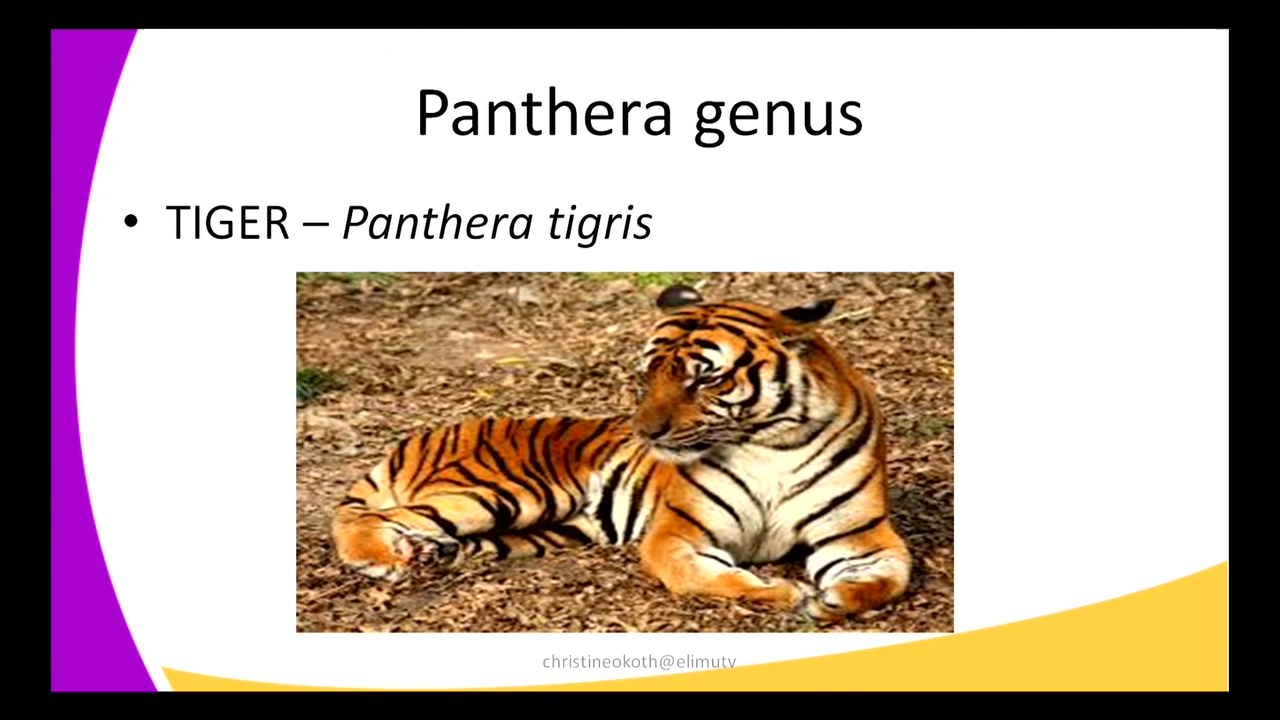 Panthera genus
• TIGER – Panthera tigris
christineokoth@elimutv